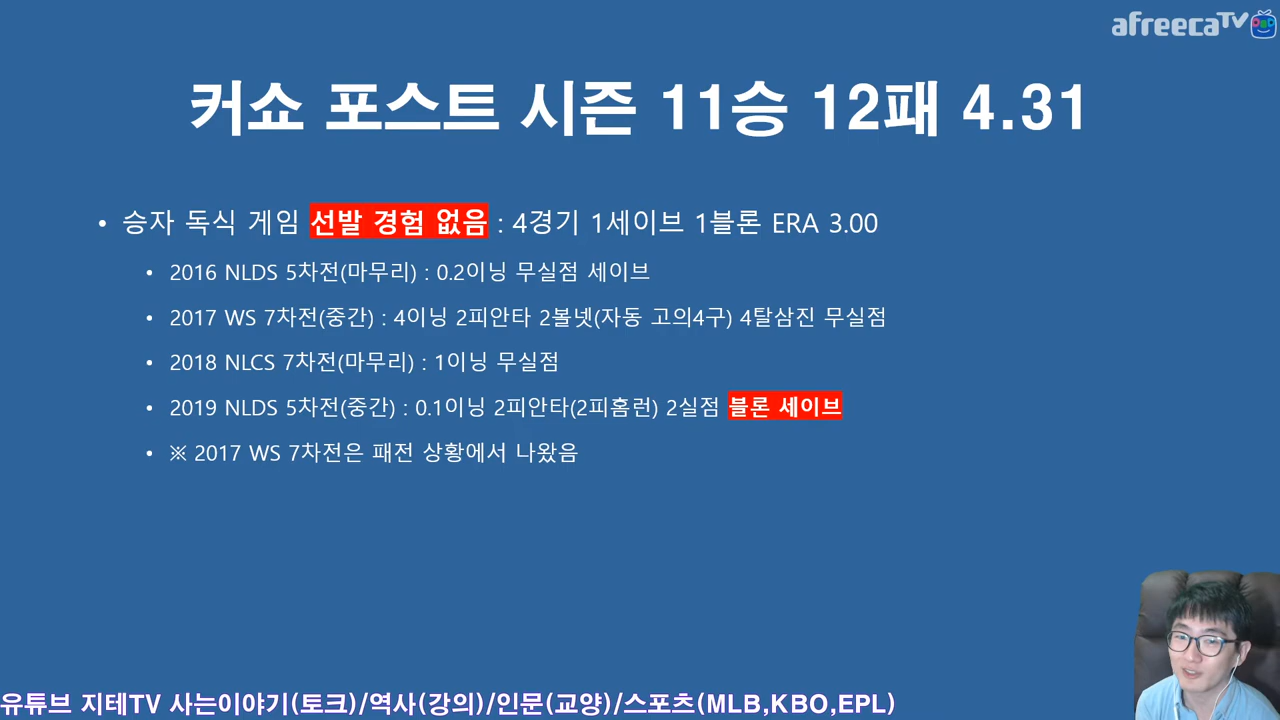 afreecaTV
커쇼 포스트 시즌 11승 12패 4.31
• 승자 독식 게임 선발 경험 없음 : 4경기 1세이브 1블론 ERA 3.00
• 2016 NLDS 5차전(마무리) : 0.2이닝 무실점 세이브
• 2017 WS 7차전(중간) : 4이닝 2피안타 2볼넷(자동 고의4구) 4탈삼진 무실점
• 2018 NLCS 7차전(마무리) : 1이닝 무실점
• 2019 NLDS 5차전(중간) : 0.1이닝 2피안타(2피홈런) 2실점 블론 세이브
• ※ 2017 WS 7차전은 패전 상황에서 나왔음
유튜브 지테TV 사는이야기(토크)/역사(강의)/인문(교양)/스포츠(MLB,KBO,EPL)